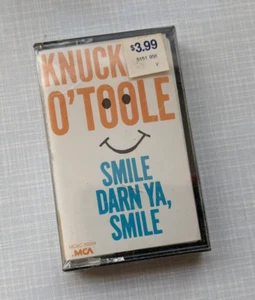 $3.99
KNUCK
O'TOOLE
SMILE
DARN YA,
SMILE
MCA